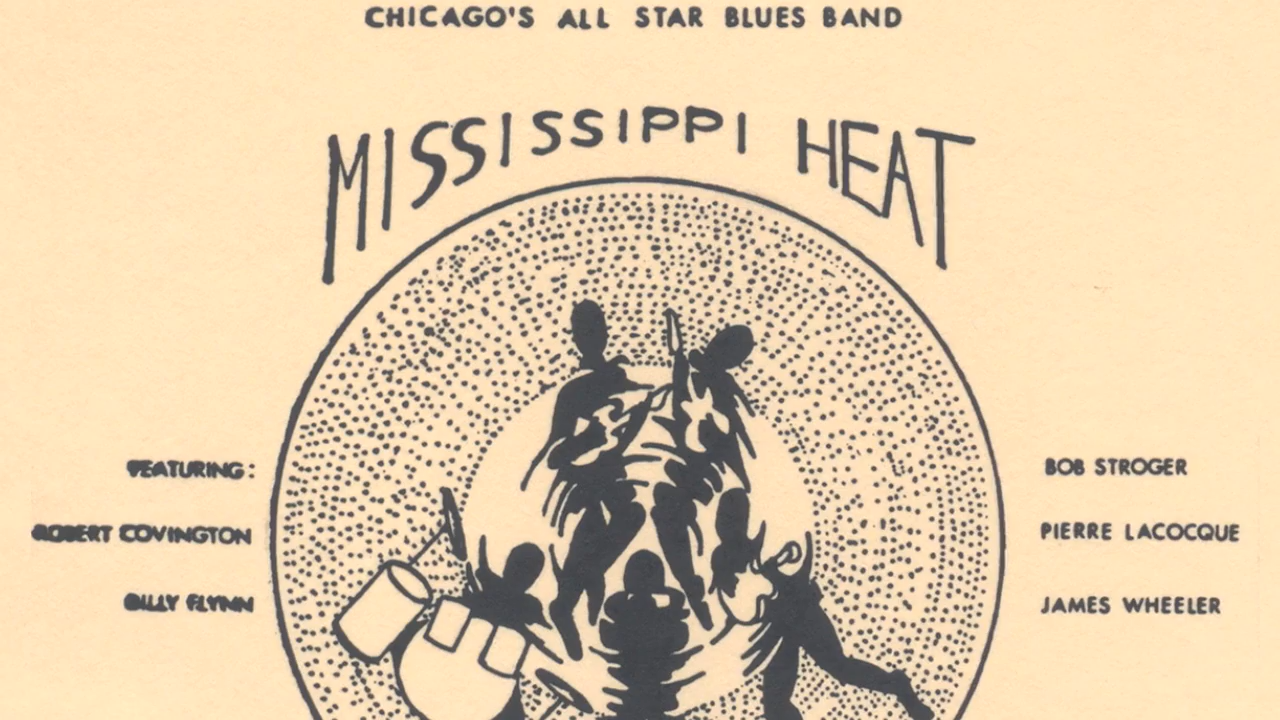 CHICAGO'S ALL STAR BLUES BAND
MISSISSIPPI HEAT
FEATURING:
ROBERT COVINGTON
BILLY FLYNN
BOB STROGER
PIERRE LACOCQUE
JAMES WHEELER